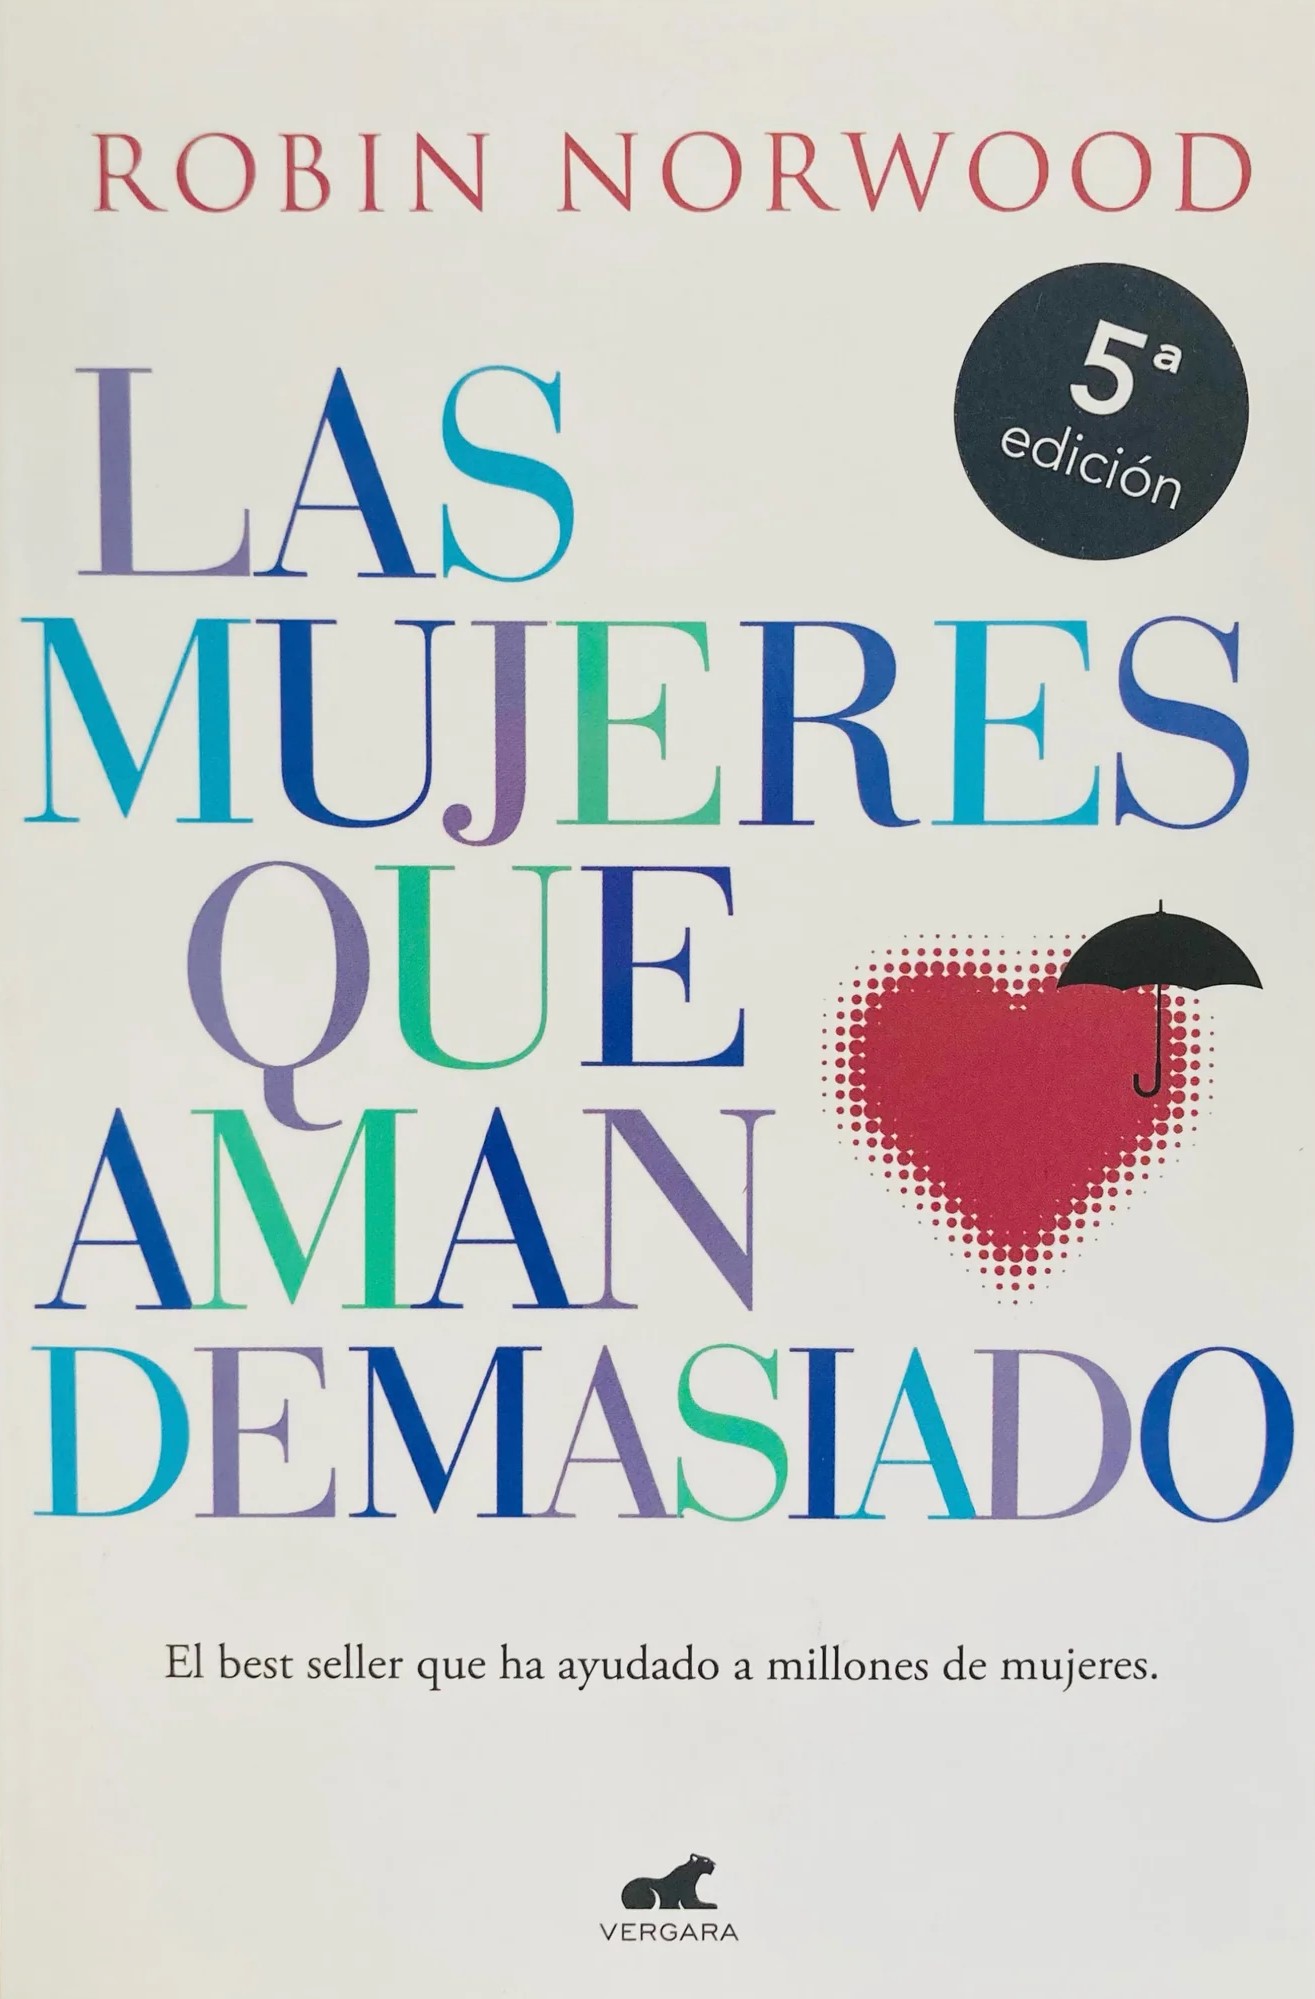 ROBIN NORWOOD
5ª
edición
LAS
MUJERES
QUE
AMAN
DEMASIADO
El best seller que ha ayudado a millones de mujeres.
VERGARA